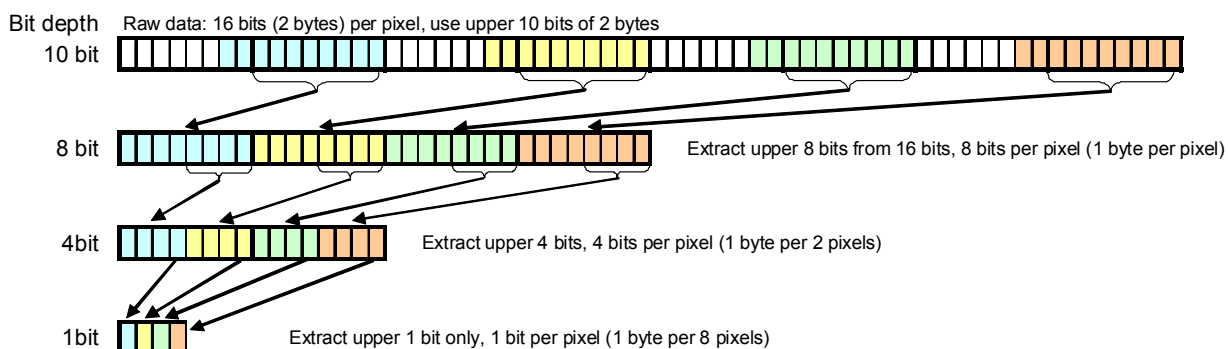 Bit depth Raw data: 16 bits (2 bytes) per pixel, use upper 10 bits of 2 bytes
10 bit
8 bit Extract upper 8 bits from 16 bits, 8 bits per pixel (1 byte per pixel)
4bit Extract upper 4 bits, 4 bits per pixel (1 byte per 2 pixels)
1bit Extract upper 1 bit only, 1 bit per pixel (1 byte per 8 pixels)